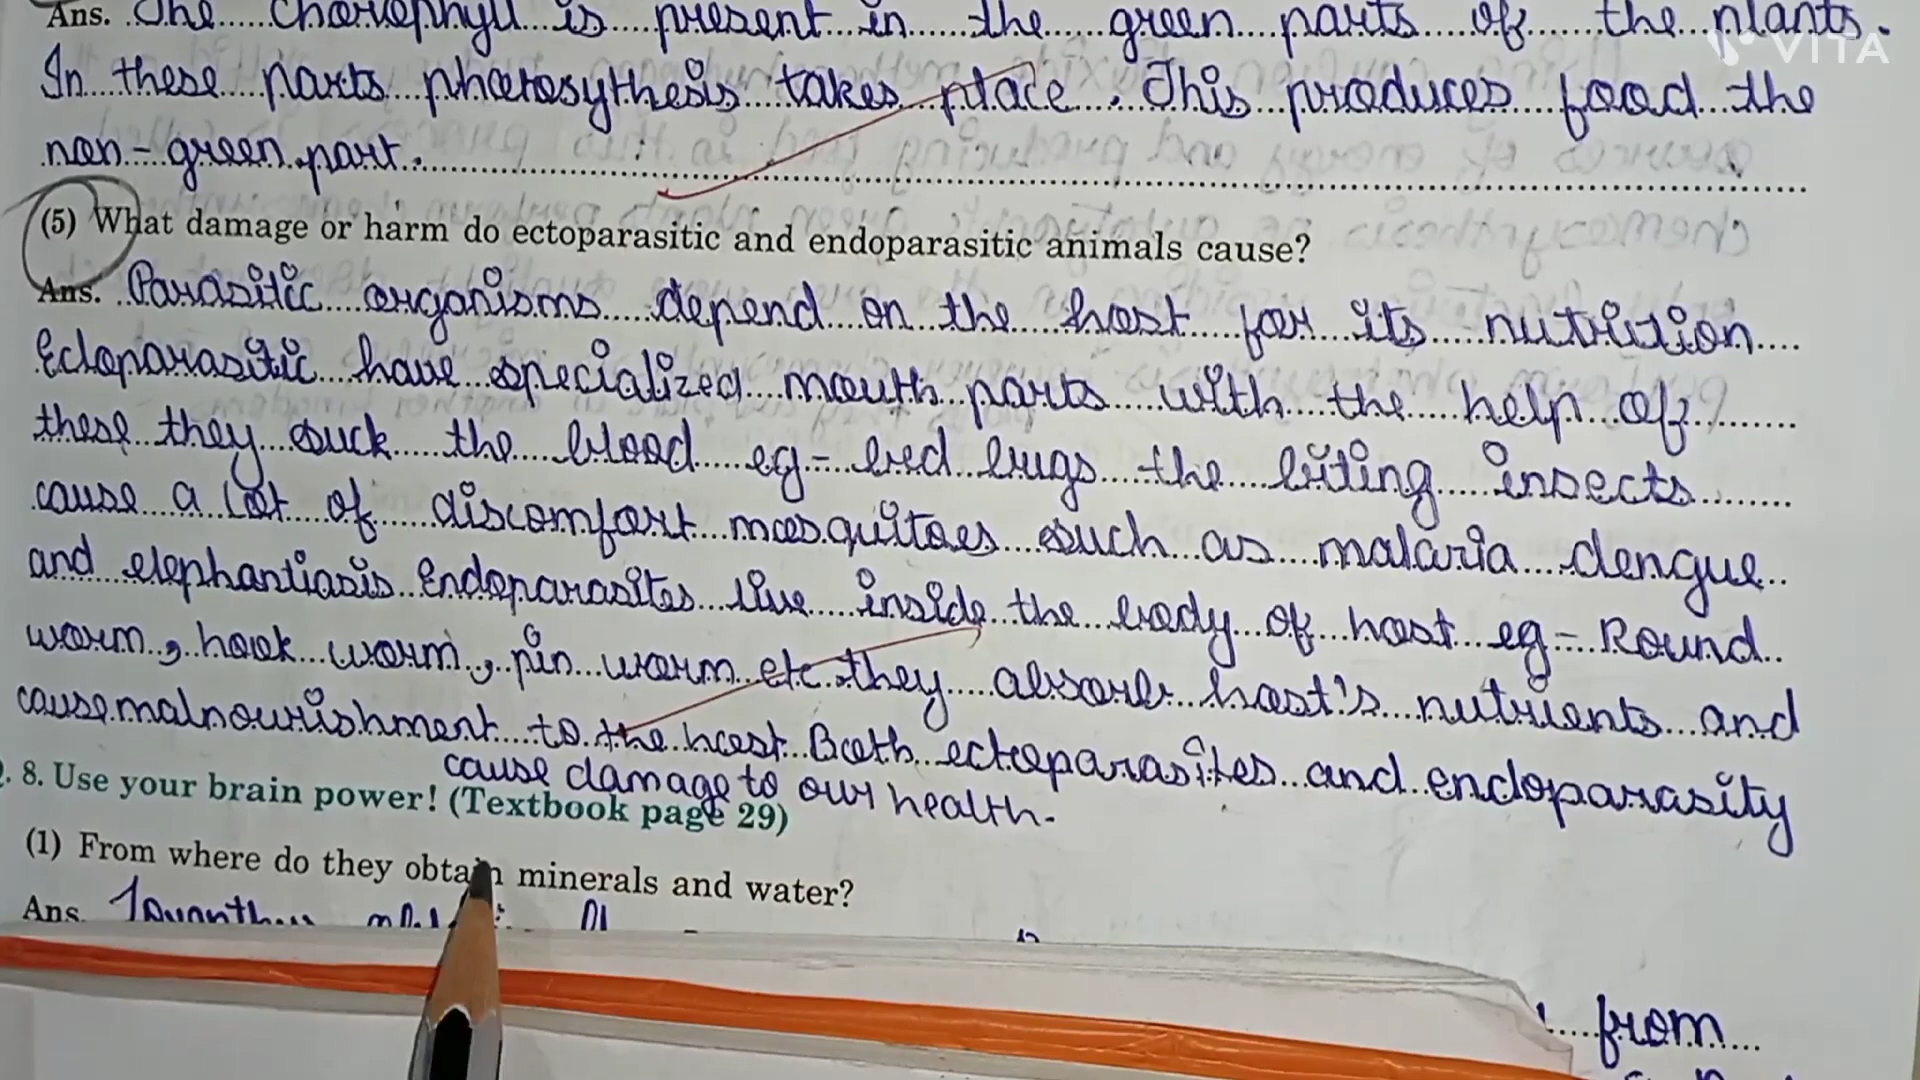 Ans. The chorophyll is present in the green parts of the plants.
VITA
In these parts photosythesis takes place. This produces food the
non-green part.
(5) What damage or harm do ectoparasitic and endoparasitic animals cause?
Ans. Parasitic organisms depend on the host for its nutrition
Ectoparasitic have specialized mouth parts with the help of
these they suck the blood eg- bed bugs the biting insects
cause a lot of discomfort mosquitoes such as malaria dengue
and elephantiasis Endoparasites live inside the body of host eg- Round
worm, hook worm, pin worm etc they absorb host's nutrients and
cause malnourishment to the host Both ectoparasites and endoparasity
cause damage to our health.
8. Use your brain power! (Textbook page 29)
(1) From where do they obtain minerals and water?
Ans.
from